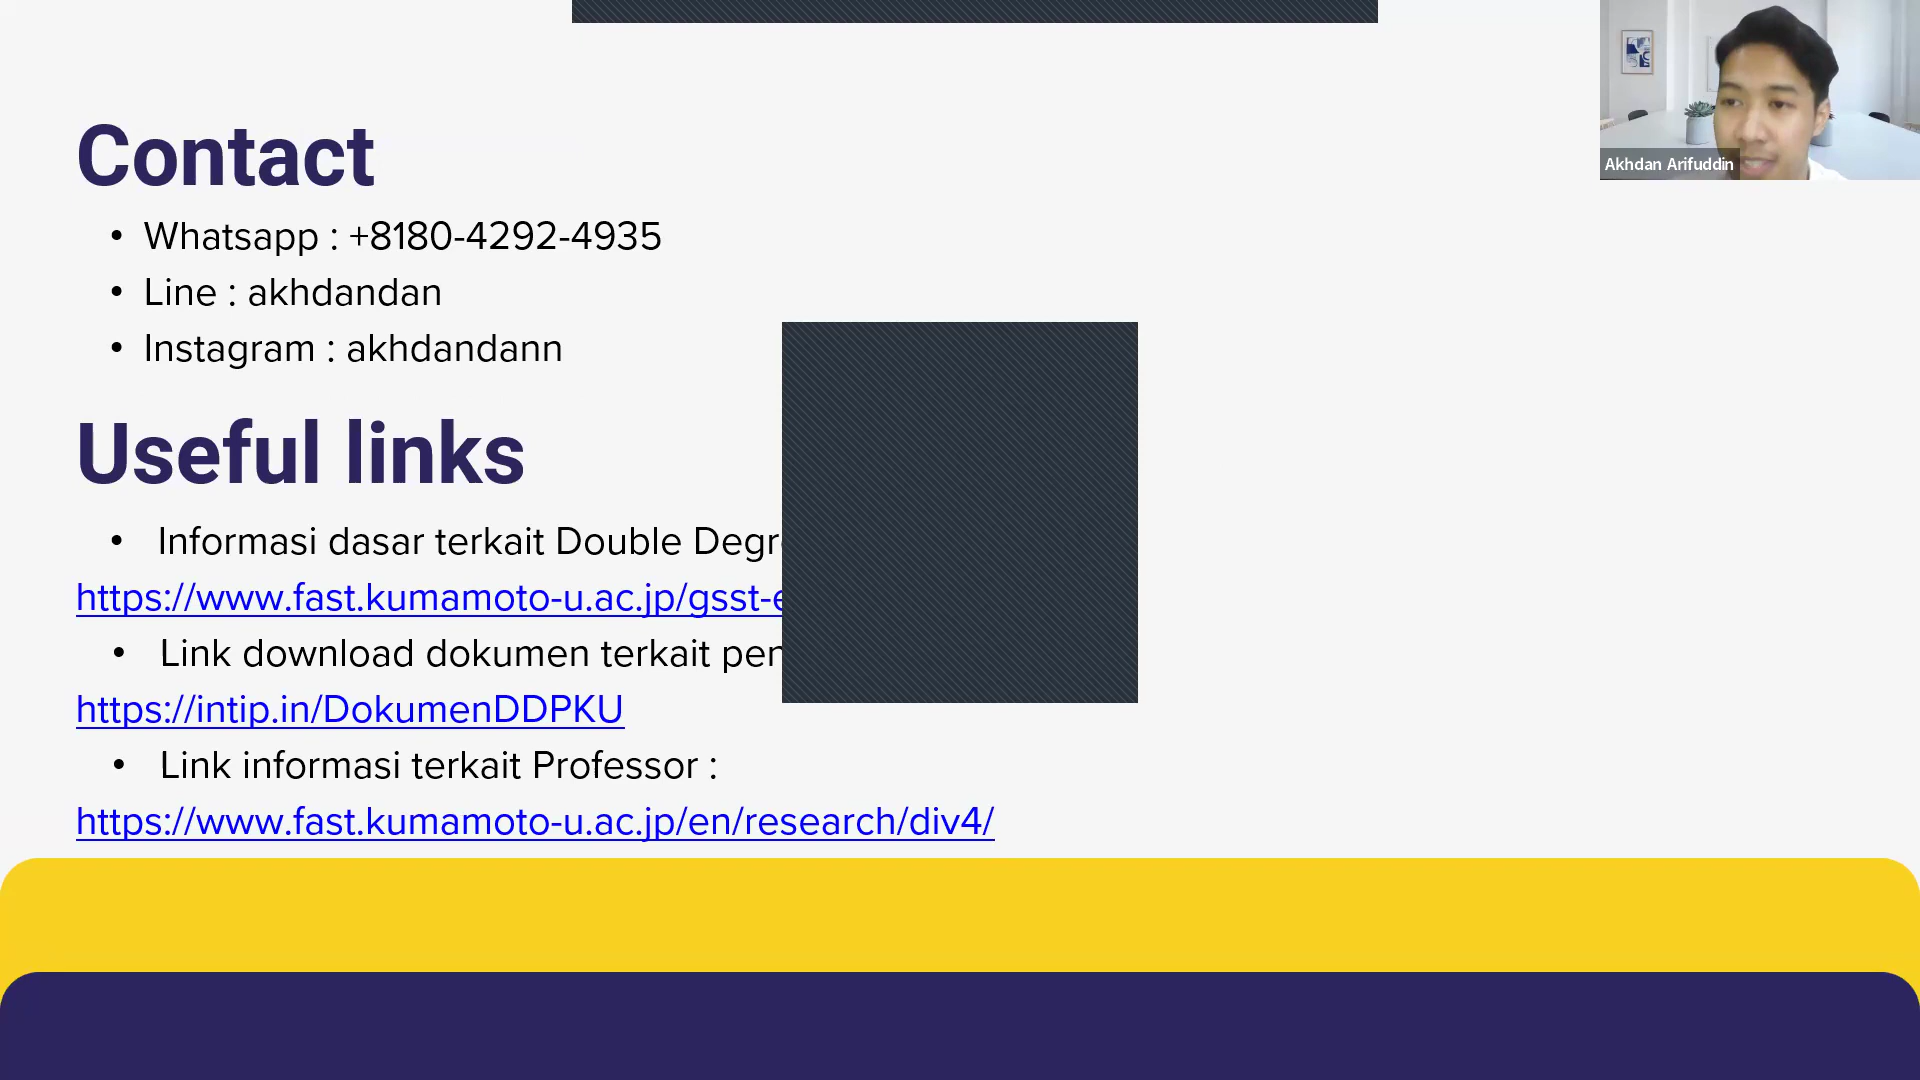 Contact
• Whatsapp : +8180-4292-4935
• Line : akhdandan
• Instagram : akhdandann
Useful links
• Informasi dasar terkait Double
https://www.fast.kumamoto-u.ac.jp/gsst-
• Link download dokumen terkait
https://intip.in/DokumenDDPKU
• Link informasi terkait Professor :
https://www.fast.kumamoto-u.ac.jp/en/research/div4/
Akhdan Arifuddin